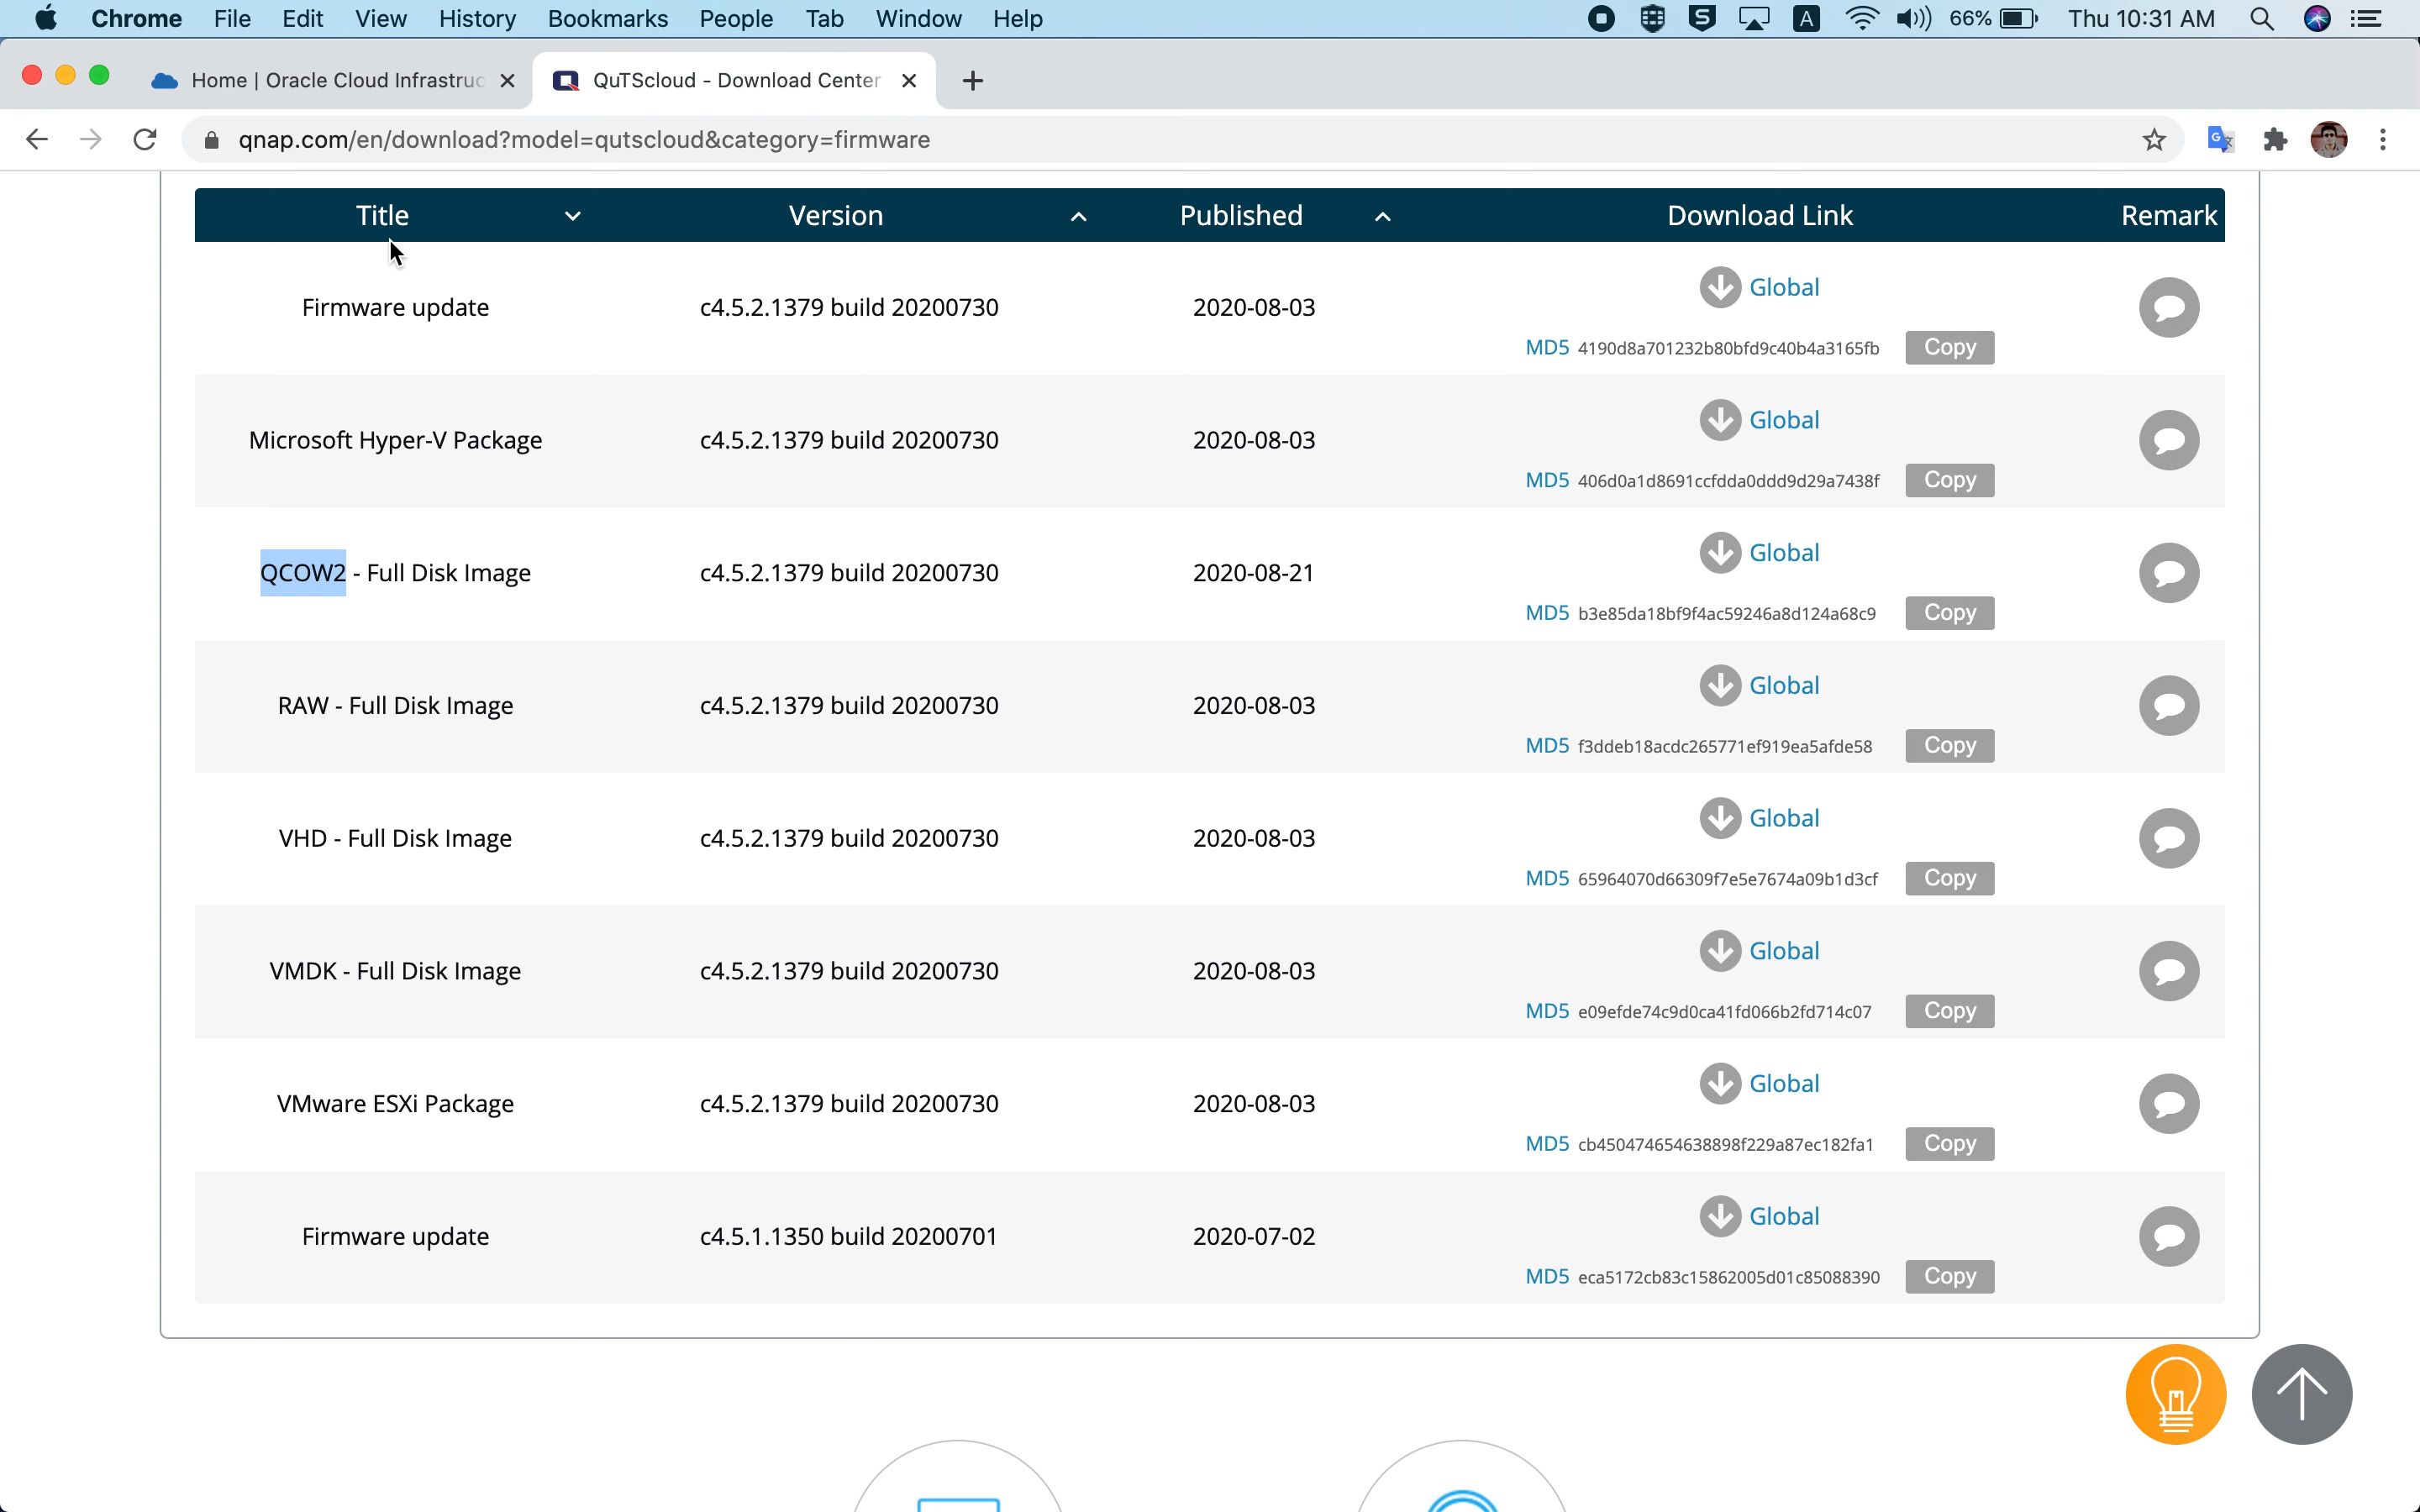 Chrome File Edit View History Bookmarks People Tab Window Help A 66% Thu 10:31 AM
Home | Oracle Cloud Infrastruc QuTScloud - Download Center
qnap.com/en/download?model=qutscloud&category=firmware
Title Version Published Download Link Remark
Global
Firmware update c4.5.2.1379 build 20200730 2020-08-03
MD5 4190d8a701232b80bfd9c40b4a3165fb Copy
Global
Microsoft Hyper-V Package c4.5.2.1379 build 20200730 2020-08-03
MD5 406d0a1d8691ccfdda0ddd9d29a7438f Copy
Global
QCOW2 - Full Disk Image c4.5.2.1379 build 20200730 2020-08-21
MD5 b3e85da18bf9f4ac59246a8d124a68c9 Copy
Global
RAW - Full Disk Image c4.5.2.1379 build 20200730 2020-08-03
MD5 f3ddeb18acdc265771ef919ea5afde58 Copy
Global
VHD - Full Disk Image c4.5.2.1379 build 20200730 2020-08-03
MD5 65964070d66309f7e5e7674a09b1d3cf Copy
Global
VMDK - Full Disk Image c4.5.2.1379 build 20200730 2020-08-03
MD5 e09efde74c9d0ca41fd066b2fd714c07 Copy
Global
VMware ESXi Package c4.5.2.1379 build 20200730 2020-08-03
MD5 cb450474654638898f229a87ec182fa1 Copy
Global
Firmware update c4.5.1.1350 build 20200701 2020-07-02
MD5 eca5172cb83c15862005d01c85088390 Copy